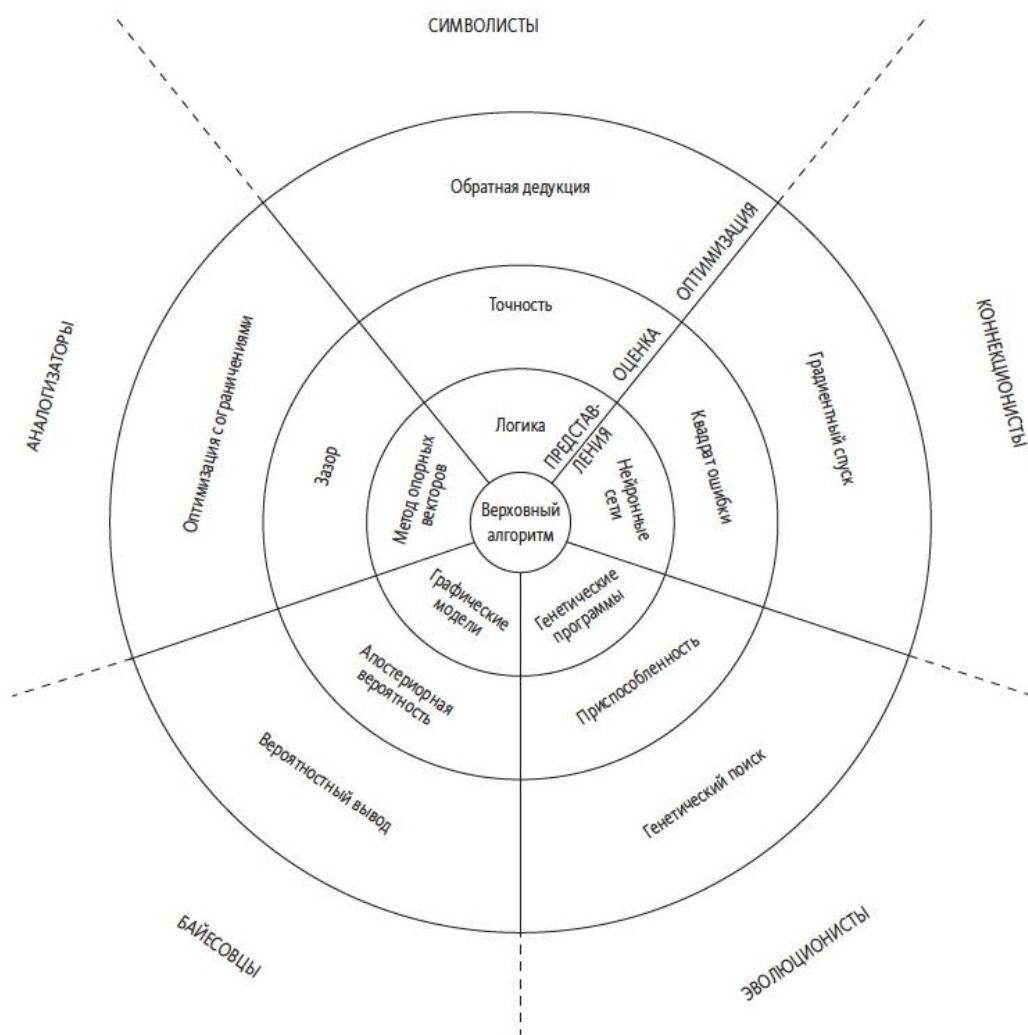 СИМВОЛИСТЫ
Обратная дедукция
ОПТИМИЗАЦИЯ
Точность
ОЦЕНКА
Логика
ПРЕДСТАВ-
ЛЕНИЯ
АНАЛОГИЗАТОРЫ
Оптимизация с ограничениями
Зазор
Метод опорных
векторов
Верховный
алгоритм
Нейронные
сети
Квадрат ошибки
Градиентный спуск
КОННЕКЦИОНИСТЫ
Графические
модели
Генетические
программы
Апостериорная
вероятность
Приспособленность
Вероятностный вывод
Генетический поиск
БАЙЕСОВЦЫ
ЭВОЛЮЦИОНИСТЫ